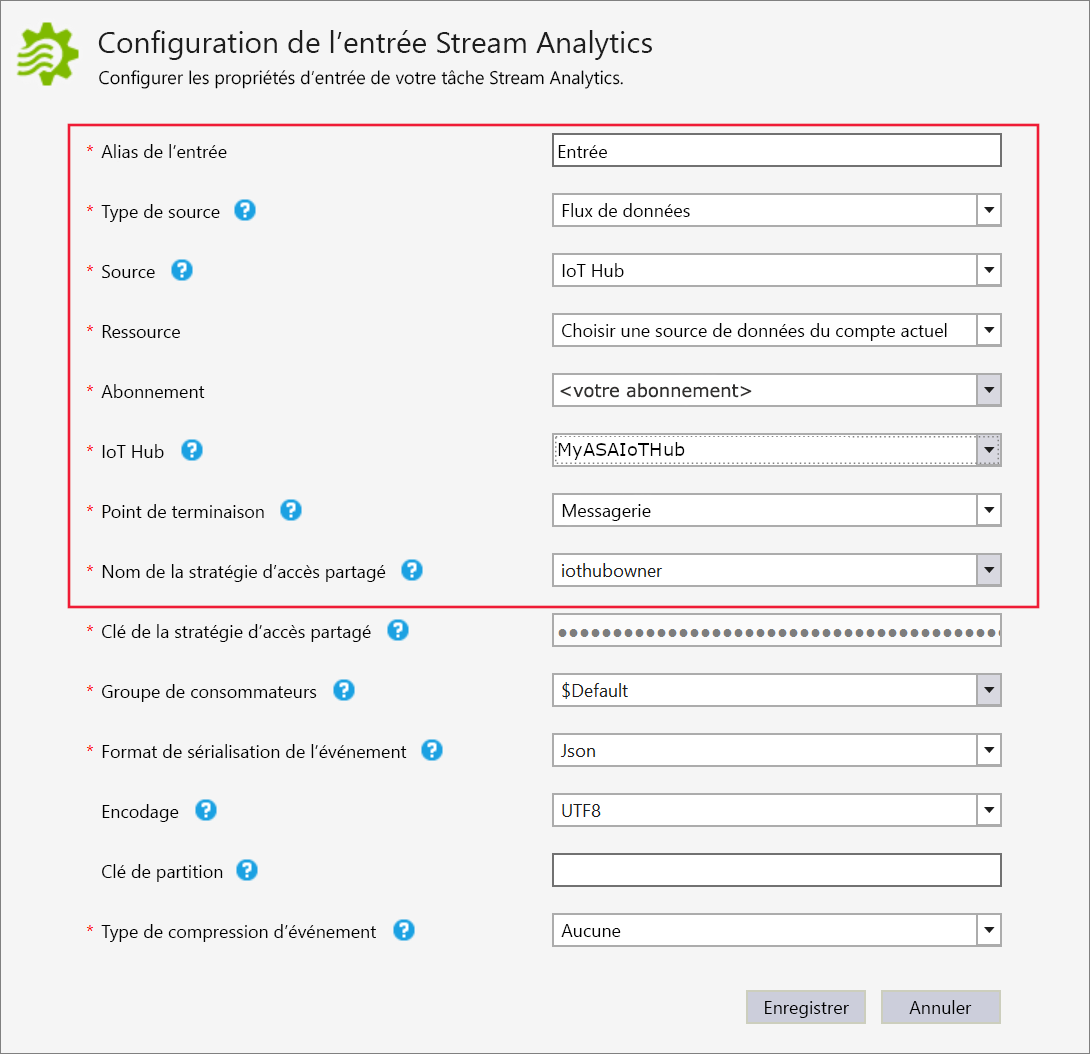 Configuration de l’entrée Stream Analytics
Configurer les propriétés d’entrée de votre tâche Stream Analytics.
* Alias de l’entrée Entrée
* Type de source ? Flux de données
* Source ? IoT Hub
* Ressource Choisir une source de données du compte actuel
* Abonnement <votre abonnement>
* IoT Hub ? MyASAIoTHub
* Point de terminaison ? Messagerie
* Nom de la stratégie d’accès partagé ? iothubowner
* Clé de la stratégie d’accès partagé ? ●●●●●●●●●●●●●●●●●●●●●●●●●●●●●●●●●●●●●●●●
* Groupe de consommateurs ? $Default
* Format de sérialisation de l’événement ? Json
Encodage ? UTF8
Clé de partition ?
* Type de compression d’événement ? Aucune
Enregistrer Annuler